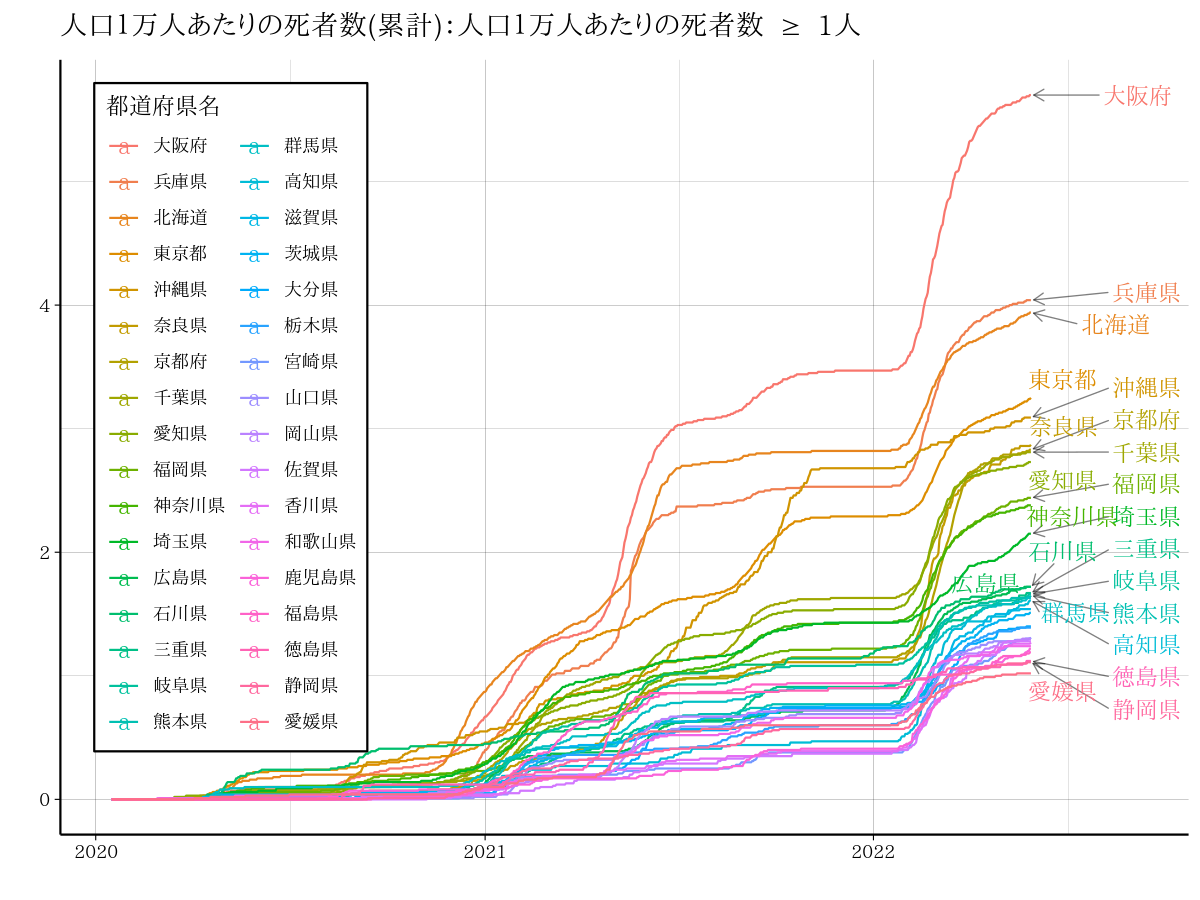 人口1万人あたりの死者数(累計):人口1万人あたりの死者数 ≥ 1人
都道府県名
a 大阪府 a 群馬県
a 兵庫県 a 高知県
a 北海道 a 滋賀県
a 東京都 a 茨城県
a 沖縄県 a 大分県
a 奈良県 a 栃木県
a 京都府 a 宮崎県
a 千葉県 a 山口県
a 愛知県 a 岡山県
a 福岡県 a 佐賀県
a 神奈川県 a 香川県
a 埼玉県 a 和歌山県
a 広島県 a 鹿児島県
a 石川県 a 福島県
a 三重県 a 徳島県
a 岐阜県 a 静岡県
a 熊本県 a 愛媛県
大阪府
兵庫県
北海道
東京都
沖縄県
奈良県
京都府
千葉県
愛知県
福岡県
神奈川県
埼玉県
石川県
三重県
広島県
岐阜県
群馬県
熊本県
高知県
徳島県
愛媛県
静岡県
4
2
0
2020 2021 2022